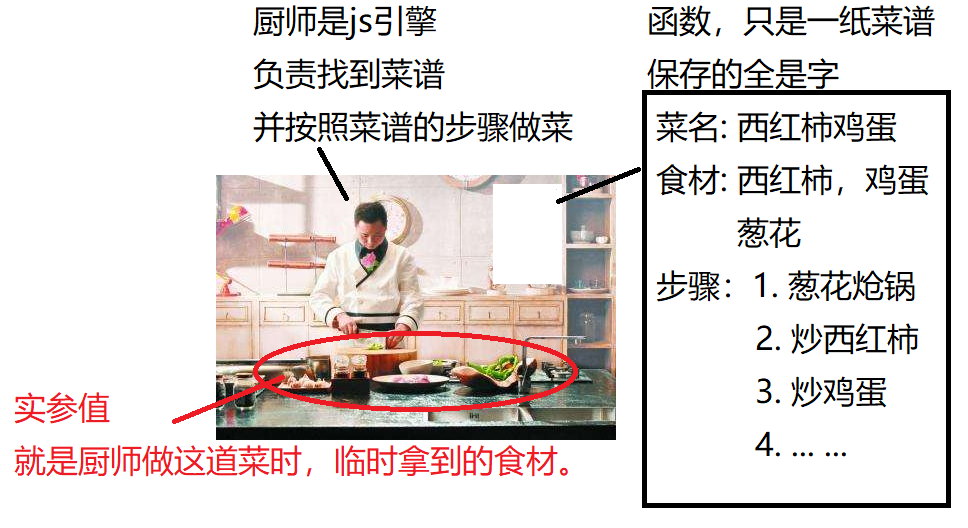 厨师是js引擎
负责找到菜谱
并按照菜谱的步骤做菜
函数，只是一纸菜谱
保存的全是字
菜名: 西红柿鸡蛋
食材: 西红柿，鸡蛋
葱花
步骤：1. 葱花炝锅
2. 炒西红柿
3. 炒鸡蛋
4. ... ...
实参值
就是厨师做这道菜时，临时拿到的食材。